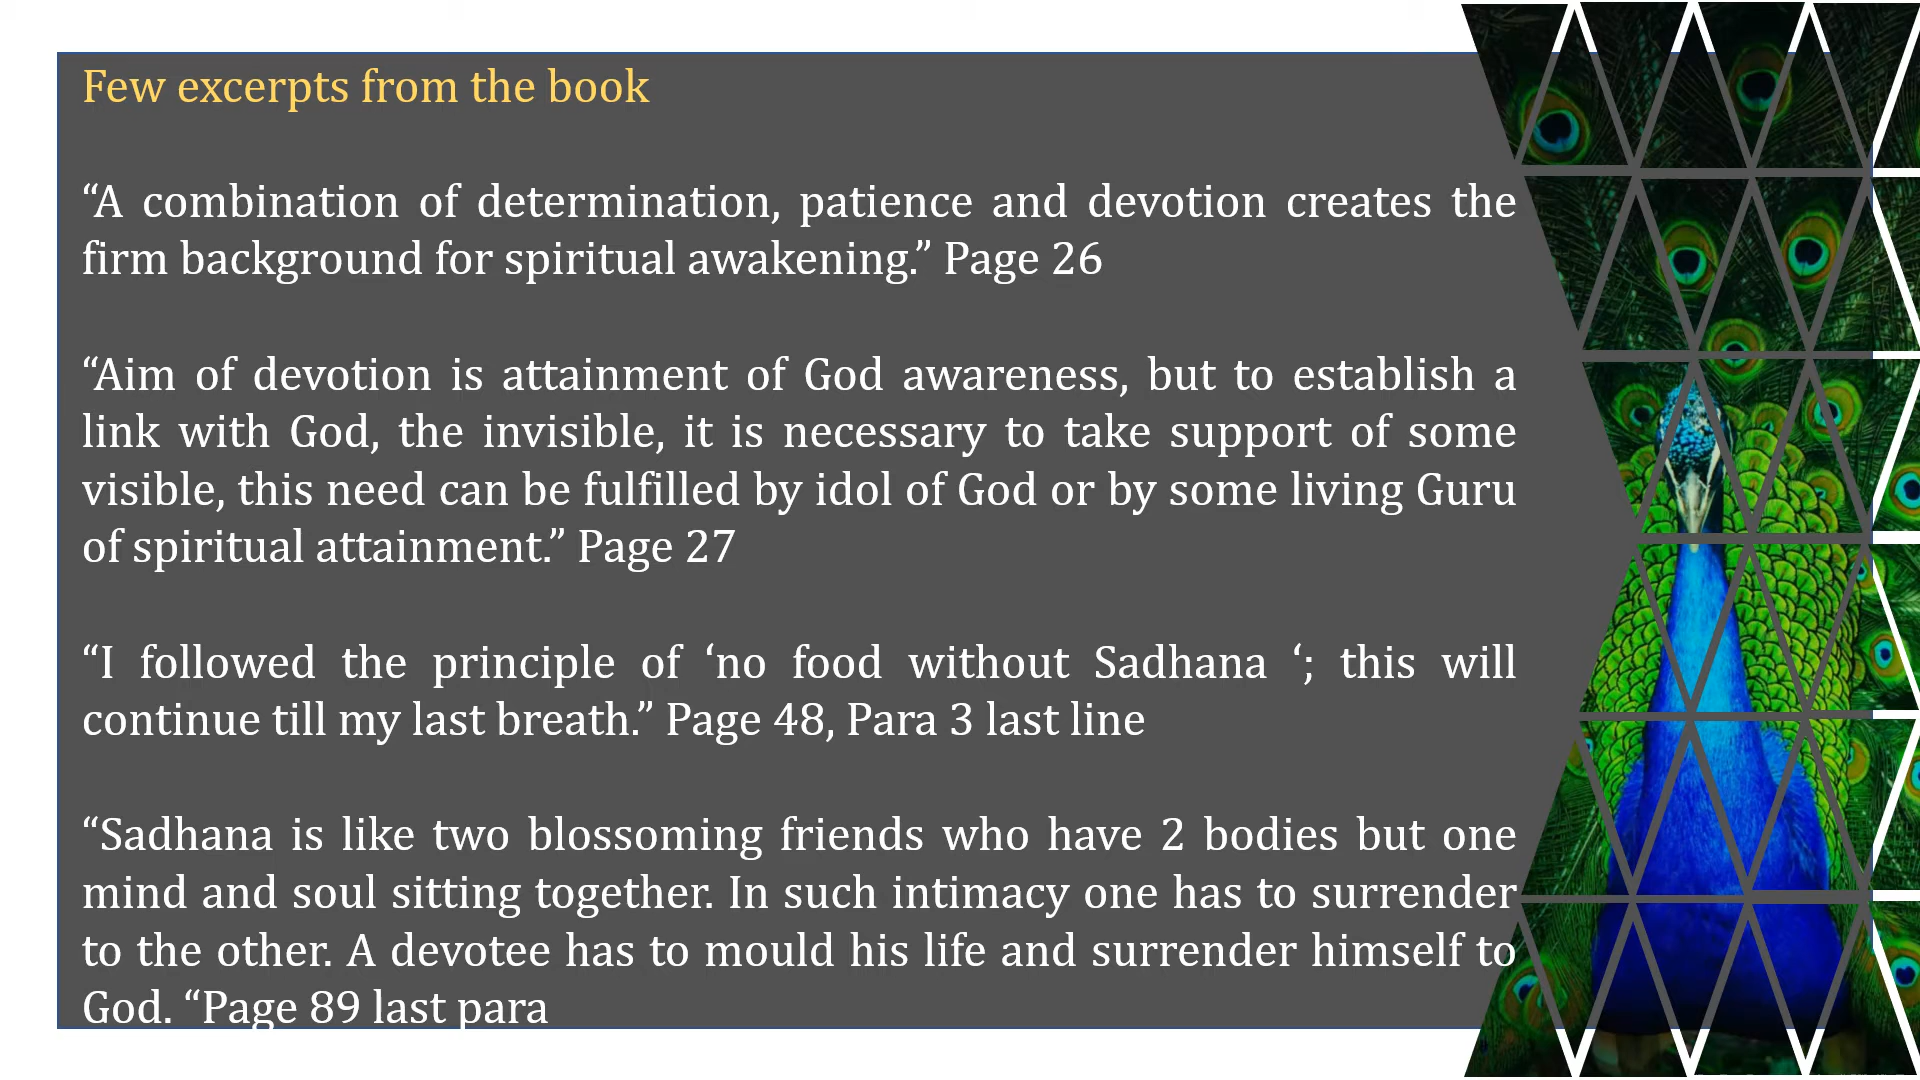 Few excerpts from the book
“A combination of determination, patience and devotion creates the
firm background for spiritual awakening.” Page 26
“Aim of devotion is attainment of God awareness, but to establish a
link with God, the invisible, it is necessary to take support of some
visible, this need can be fulfilled by idol of God or by some living Guru
of spiritual attainment.” Page 27
“I followed the principle of ‘no food without Sadhana ‘; this will
continue till my last breath.” Page 48, Para 3 last line
“Sadhana is like two blossoming friends who have 2 bodies but one
mind and soul sitting together. In such intimacy one has to surrender
to the other. A devotee has to mould his life and surrender himself to
God. “Page 89 last para